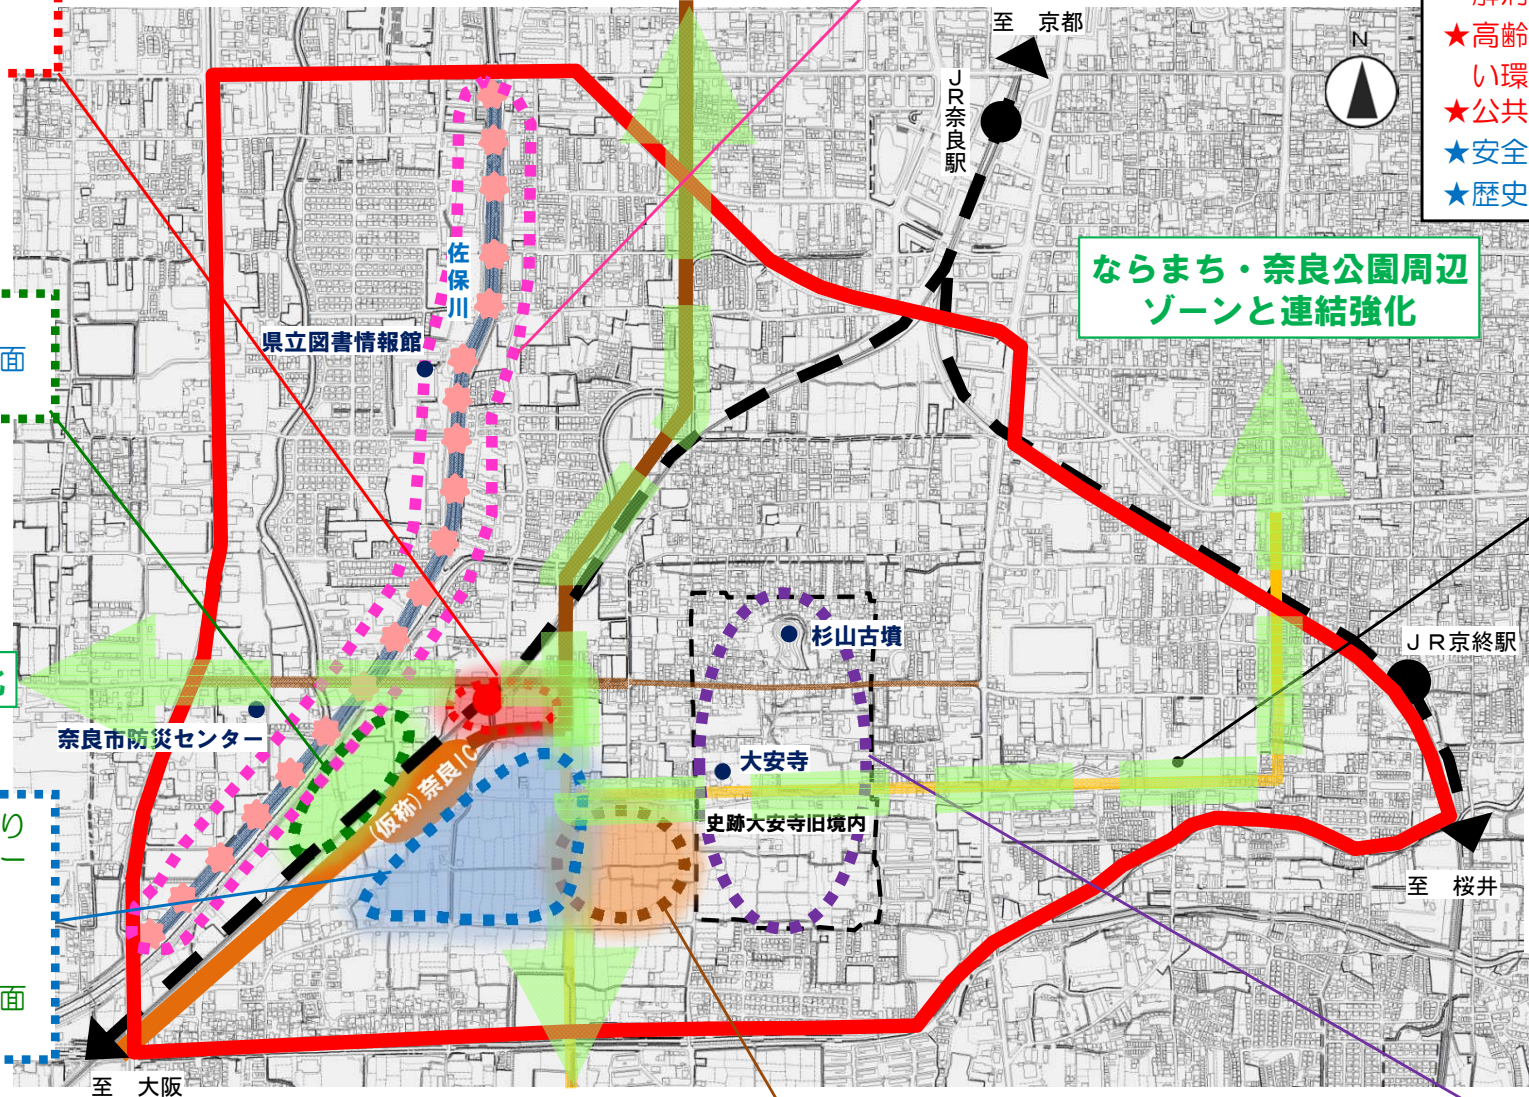 至　京都
N
JR奈良駅
★高齢
い環
★公共
★安全
★歴史
ならまち・奈良公園周辺
ゾーンと連結強化
佐保川
県立図書情報館
面
杉山古墳
JR京終駅
奈良市防災センター
大安寺
(仮称)奈良IC
史跡大安寺旧境内
り
至　桜井
面
至　大阪